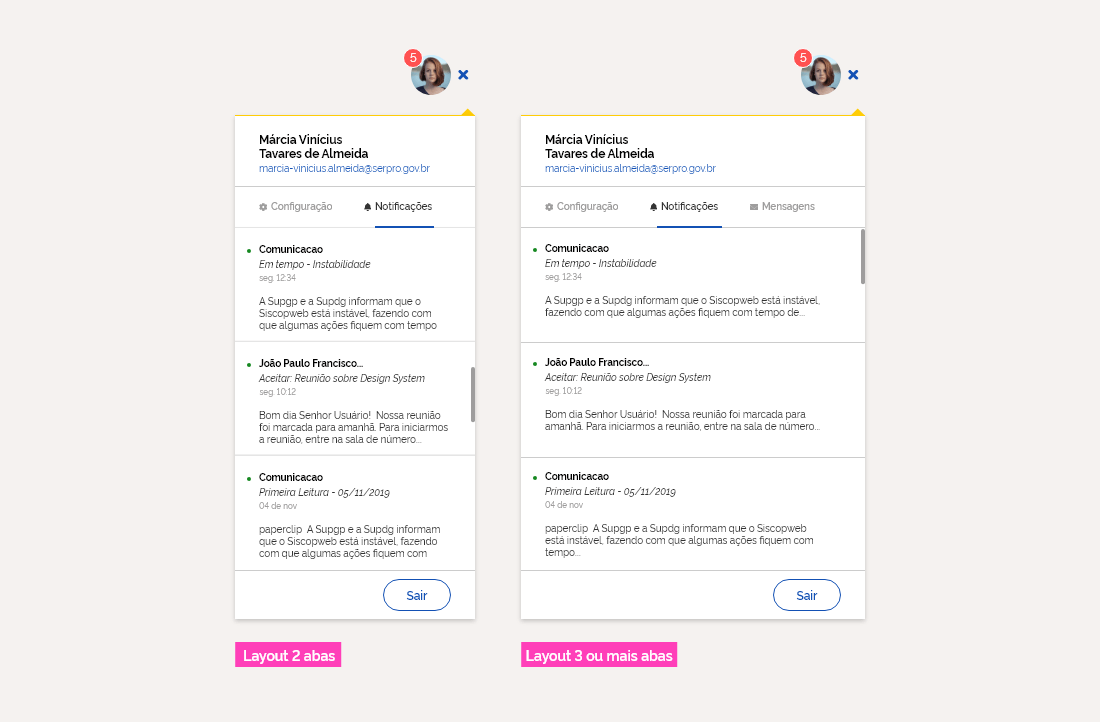 5
Márcia Vinícius
Tavares de Almeida
marcia-vinicius.almeida@serpro.gov.br
Configuração Notificações
Comunicacao
Em tempo - Instabilidade
seg, 12:34
A Supgp e a Supdg informam que o
Siscopweb está instável, fazendo com
que algumas ações fiquem com tempo
João Paulo Francisco...
Aceitar: Reunião sobre Design System
seg, 10:12
Bom dia Senhor Usuário! Nossa reunião
foi marcada para amanhã. Para iniciarmos
a reunião, entre na sala de número...
Comunicacao
Primeira Leitura - 05/11/2019
04 de nov
paperclip A Supgp e a Supdg informam
que o Siscopweb está instável, fazendo
com que algumas ações fiquem com
Sair
Layout 2 abas
5
Márcia Vinícius
Tavares de Almeida
marcia-vinicius.almeida@serpro.gov.br
Configuração Notificações Mensagens
Comunicacao
Em tempo - Instabilidade
seg, 12:34
A Supgp e a Supdg informam que o Siscopweb está instável,
fazendo com que algumas ações fiquem com tempo de...
João Paulo Francisco...
Aceitar: Reunião sobre Design System
seg, 10:12
Bom dia Senhor Usuário! Nossa reunião foi marcada para
amanhã. Para iniciarmos a reunião, entre na sala de número...
Comunicacao
Primeira Leitura - 05/11/2019
04 de nov
paperclip A Supgp e a Supdg informam que o Siscopweb
está instável, fazendo com que algumas ações fiquem com
tempo...
Sair
Layout 3 ou mais abas